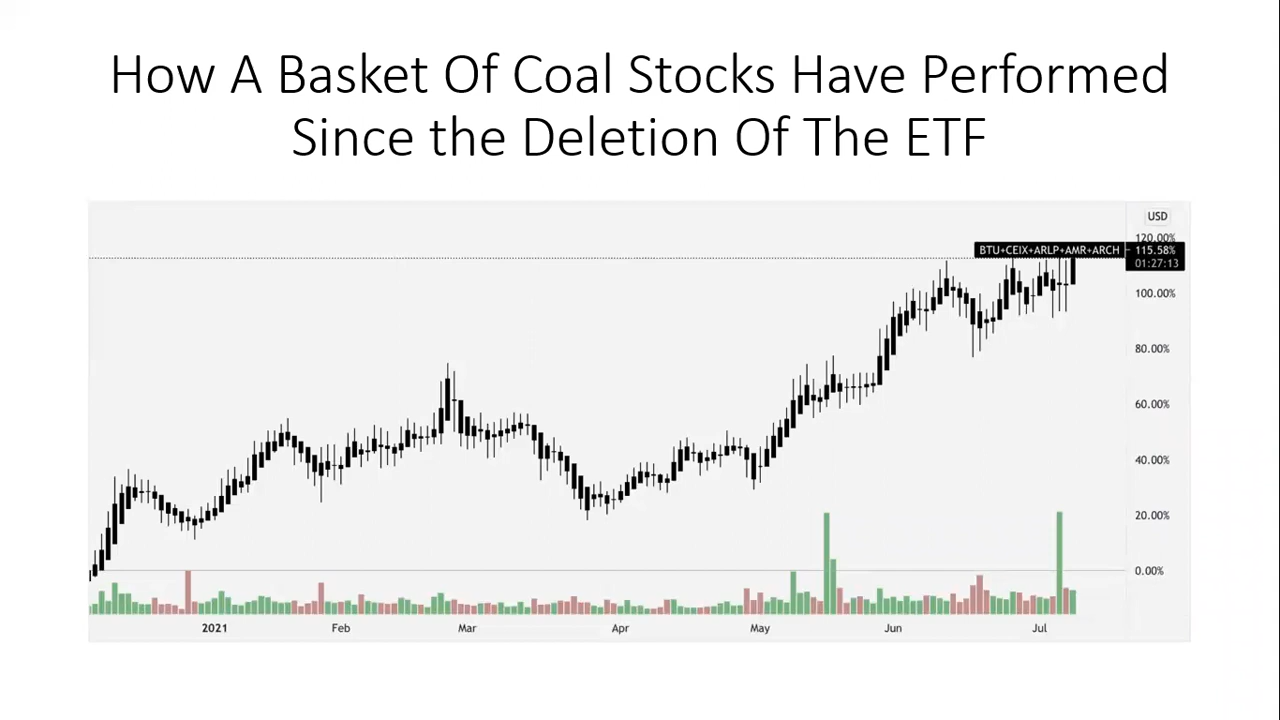 How A Basket Of Coal Stocks Have Performed
Since the Deletion Of The ETF
USD
120.00%
BTU+CEIX+ARLP+AMR+ARCH
115.58%
01:27:13
100.00%
80.00%
60.00%
40.00%
20.00%
0.00%
2021 Feb Mar Apr May Jun Jul